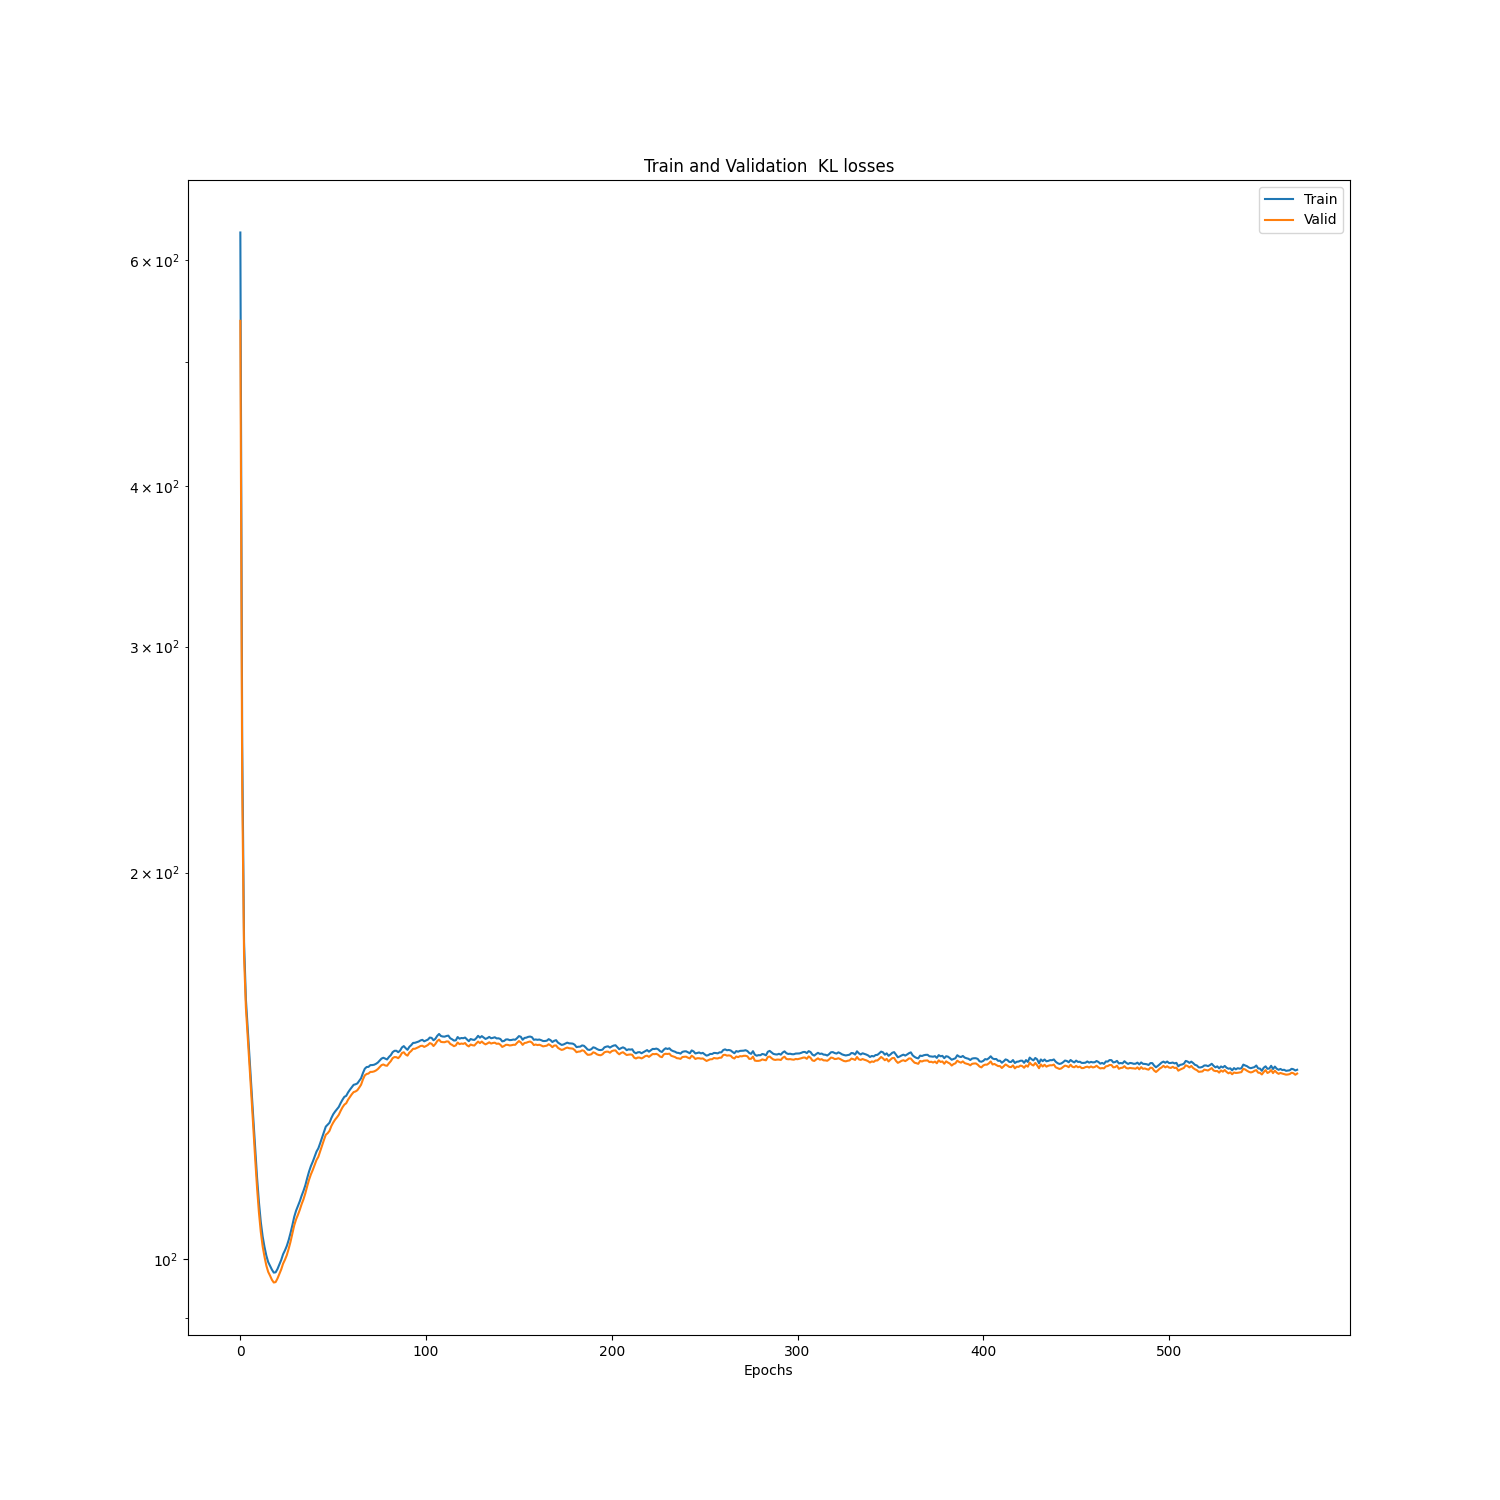 Train and Validation  KL losses
Train
Valid
6 × 10²
4 × 10²
3 × 10²
2 × 10²
10²
0 100 200 300 400 500
Epochs